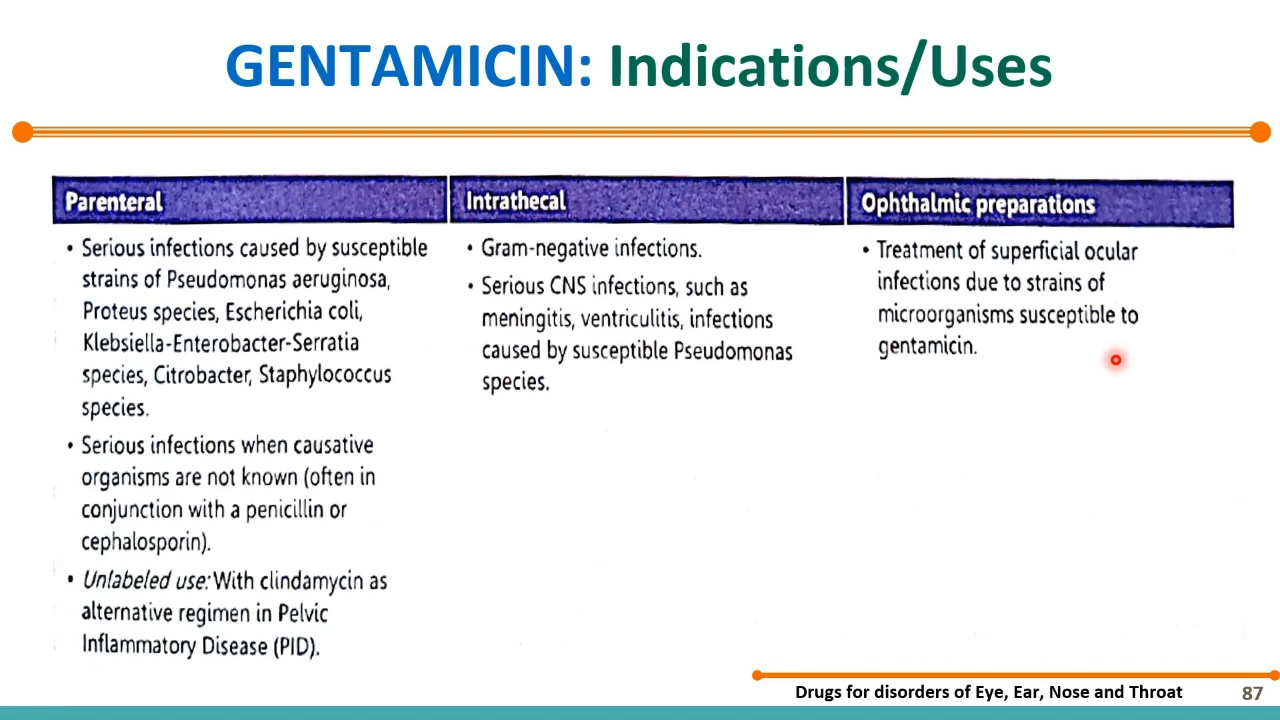 GENTAMICIN: Indications/Uses
Parenteral
• Serious infections caused by susceptible
strains of Pseudomonas aeruginosa,
Proteus species, Escherichia coli,
Klebsiella-Enterobacter-Serratia
species, Citrobacter, Staphylococcus
species.
• Serious infections when causative
organisms are not known (often in
conjunction with a penicillin or
cephalosporin).
• Unlabeled use: With clindamycin as
alternative regimen in Pelvic
Inflammatory Disease (PID).
Intrathecal
• Gram-negative infections.
• Serious CNS infections, such as
meningitis, ventriculitis, infections
caused by susceptible Pseudomonas
species.
Ophthalmic preparations
• Treatment of superficial ocular
infections due to strains of
microorganisms susceptible to
gentamicin.
Drugs for disorders of Eye, Ear, Nose and Throat
87